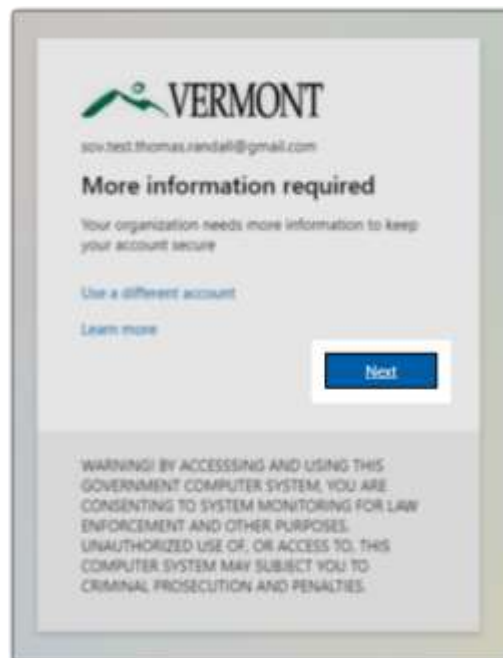 VERMONT
sov.test.thomas.randall@gmail.com
More information required
Your organization needs more information to keep
your account secure
Use a different account
Learn more
Next
WARNING! BY ACCESSSING AND USING THIS
GOVERNMENT COMPUTER SYSTEM, YOU ARE
CONSENTING TO SYSTEM MONITORING FOR LAW
ENFORCEMENT AND OTHER PURPOSES.
UNAUTHORIZED USE OF, OR ACCESS TO, THIS
COMPUTER SYSTEM MAY SUBJECT YOU TO
CRIMINAL PROSECUTION AND PENALTIES.